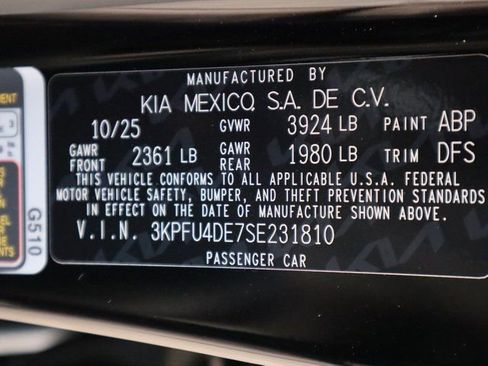 MANUFACTURED BY
KIA MEXICO, S.A. DE C.V.
10/25 GVWR 3924 LB PAINT ABP
GAWR FRONT 2361 LB GAWR REAR 1980 LB TRIM DFS
THIS VEHICLE CONFORMS TO ALL APPLICABLE U.S.A. FEDERAL
MOTOR VEHICLE SAFETY, BUMPER, AND THEFT PREVENTION STANDARDS
IN EFFECT ON THE DATE OF MANUFACTURE SHOWN ABOVE.
V.I.N. 3KPFU4DE7SE231810
PASSENGER CAR
G510